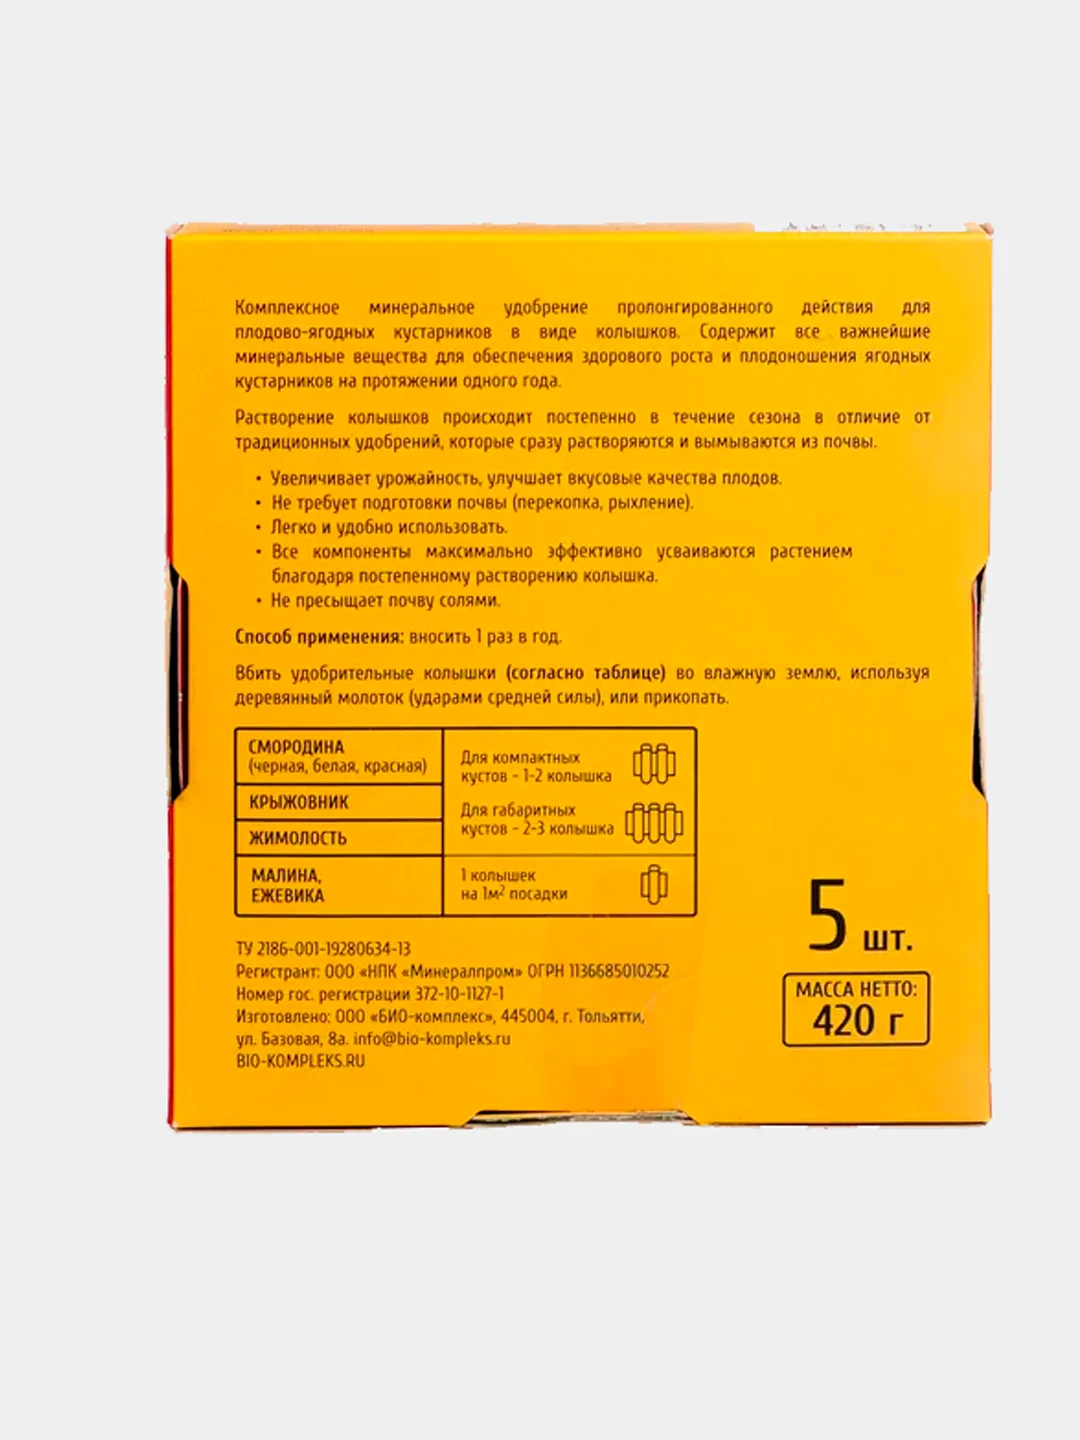 Комплексное минеральное удобрение пролонгированного действия для
плодово-ягодных кустарников в виде колышков. Содержит все важнейшие
минеральные вещества для обеспечения здорового роста и плодоношения ягодных
кустарников на протяжении одного года.
Растворение колышков происходит постепенно в течение сезона в отличие от
традиционных удобрений, которые сразу растворяются и вымываются из почвы.
• Увеличивает урожайность, улучшает вкусовые качества плодов.
• Не требует подготовки почвы (перекопка, рыхление).
• Легко и удобно использовать.
• Все компоненты максимально эффективно усваиваются растением
благодаря постепенному растворению колышка.
• Не пресыщает почву солями.
Способ применения: вносить 1 раз в год.
Вбить удобрительные колышки (согласно таблице) во влажную землю, используя
деревянный молоток (ударами средней силы), или прикопать.
СМОРОДИНА
(черная, белая, красная)
КРЫЖОВНИК
ЖИМОЛОСТЬ
Для компактных
кустов - 1-2 колышка
Для габаритных
кустов - 2-3 колышка
МАЛИНА,
ЕЖЕВИКА
1 колышек
на 1м² посадки
ТУ 2186-001-19280634-13
Регистрант: ООО «НПК «Минералпром» ОГРН 1136685010252
Номер гос. регистрации 372-10-1127-1
Изготовлено: ООО «БИО-комплекс», 445004, г. Тольятти,
ул. Базовая, 8а. info@bio-kompleks.ru
BIO-KOMPLEKS.RU
5 шт.
МАССА НЕТТО:
420 г